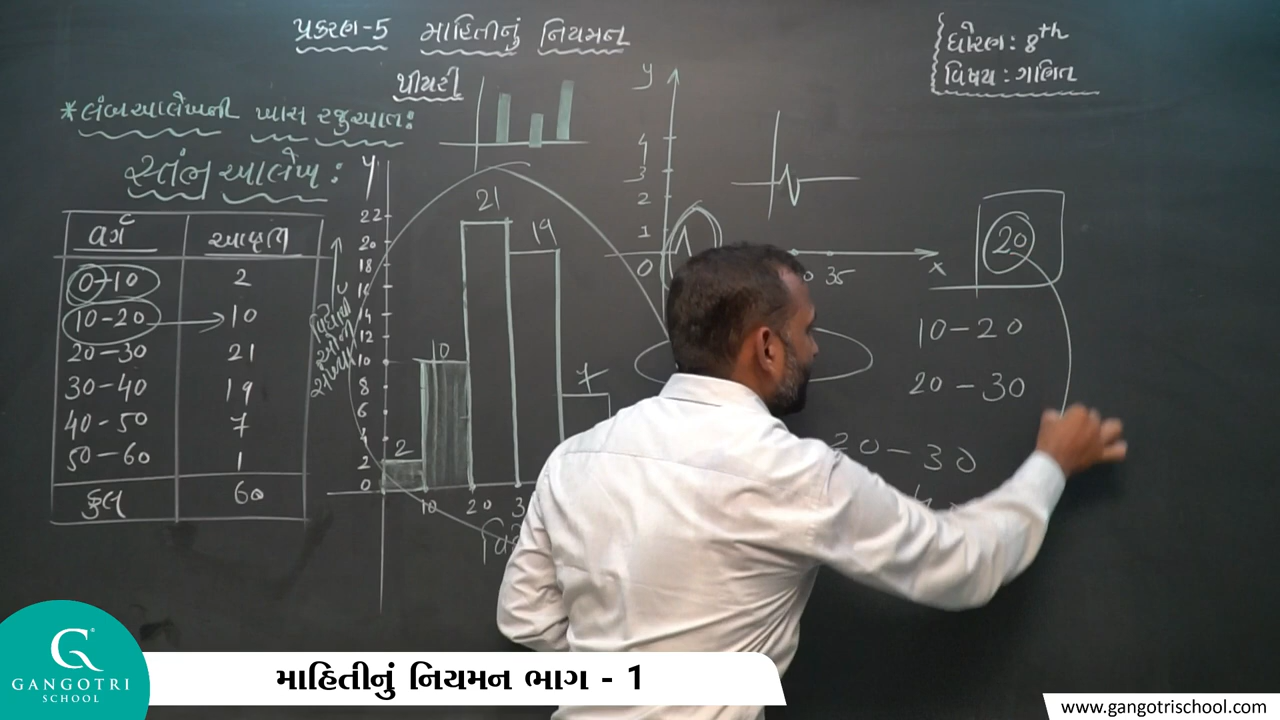 પ્રકરણ-5 માહિતીનું નિયમન
ધોરણ : 8th
વિષય : ગણિત
*લંબઆલેખની ખાસ રજુઆત:
સ્તંભ આલેખ :
વર્ગ આવૃત્તિ
0-10 2
10-20 10
20-30 21
30-40 19
40-50 7
50-60 1
કુલ 60
y
22
20
18
16
14
12
10
8
6
4
2
0
2
10
21
19
7
10 20 3
y
4
3
2
1
0
35
x
20
10-20
20-30
20-30
GANGOTRI
SCHOOL
માહિતીનું નિયમન ભાગ - 1
www.gangotrischool.com